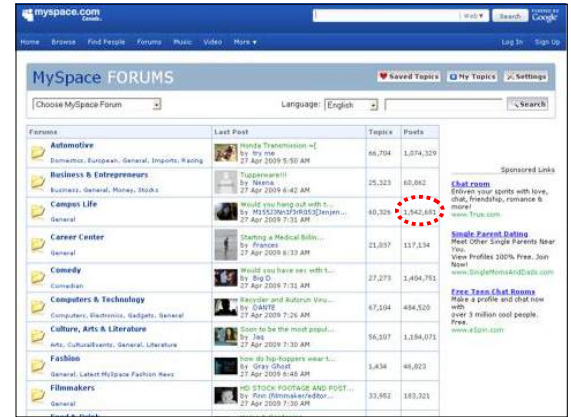 myspace.com
Canada
Web ▼ Search POWERED BY Google
Home Browse Find People Forums Music Video More ▼ Log In Sign Up
MySpace FORUMS
Saved Topics My Topics Settings
Choose MySpace Forum Language: English Search
Forums Last Post Topics Posts
Automotive
Domestics, European, General, Imports, Racing
Honda Transmission =[
by try me
27 Apr 2009 5:50 AM
66,704 1,074,329
Business & Entrepreneurs
Business, General, Money, Stocks
Tupperware!!!
by Neena
27 Apr 2009 6:42 AM
25,323 60,862
Campus Life
General
Would you hang out with t...
27 Apr 2009 7:31 AM
60,326 1,542,681
Career Center
General
Starting a Medical Billin...
by Frances
27 Apr 2009 6:33 AM
21,037 117,134
Comedy
Comedian
Would you have sex with t...
by Big D
27 Apr 2009 7:31 AM
27,273 1,404,751
Computers & Technology
Computers, Electronics, Gadgets, General
Recycler and Autorun Viru...
by DANTE
27 Apr 2009 7:26 AM
67,104 484,520
Culture, Arts & Literature
Arts, CulturalEvents, General, Literature
Soon to be the most popul...
by Jaq
27 Apr 2009 7:30 AM
56,107 1,194,071
Fashion
General, Latest MySpace Fashion News
how do hip-hoppers wear t...
by Gray Ghost
27 Apr 2009 6:48 AM
1,434 46,823
Filmmakers
General
HD STOCK FOOTAGE AND POST...
by Finn (filmmaker/editor...
27 Apr 2009 7:30 AM
33,952 183,321
Sponsored Links
Chat room
Enliven your spirits with love,
chat, friendship, romance &
more!
www.True.com
Single Parent Dating
Meet Other Single Parents Near
You.
View Profiles 100% Free. Join
Now!
www.SingleMomsAndDads.com
Free Teen Chat Rooms
Make a profile and chat now
with
over 3 million cool people.
Free.
www.eSpin.com